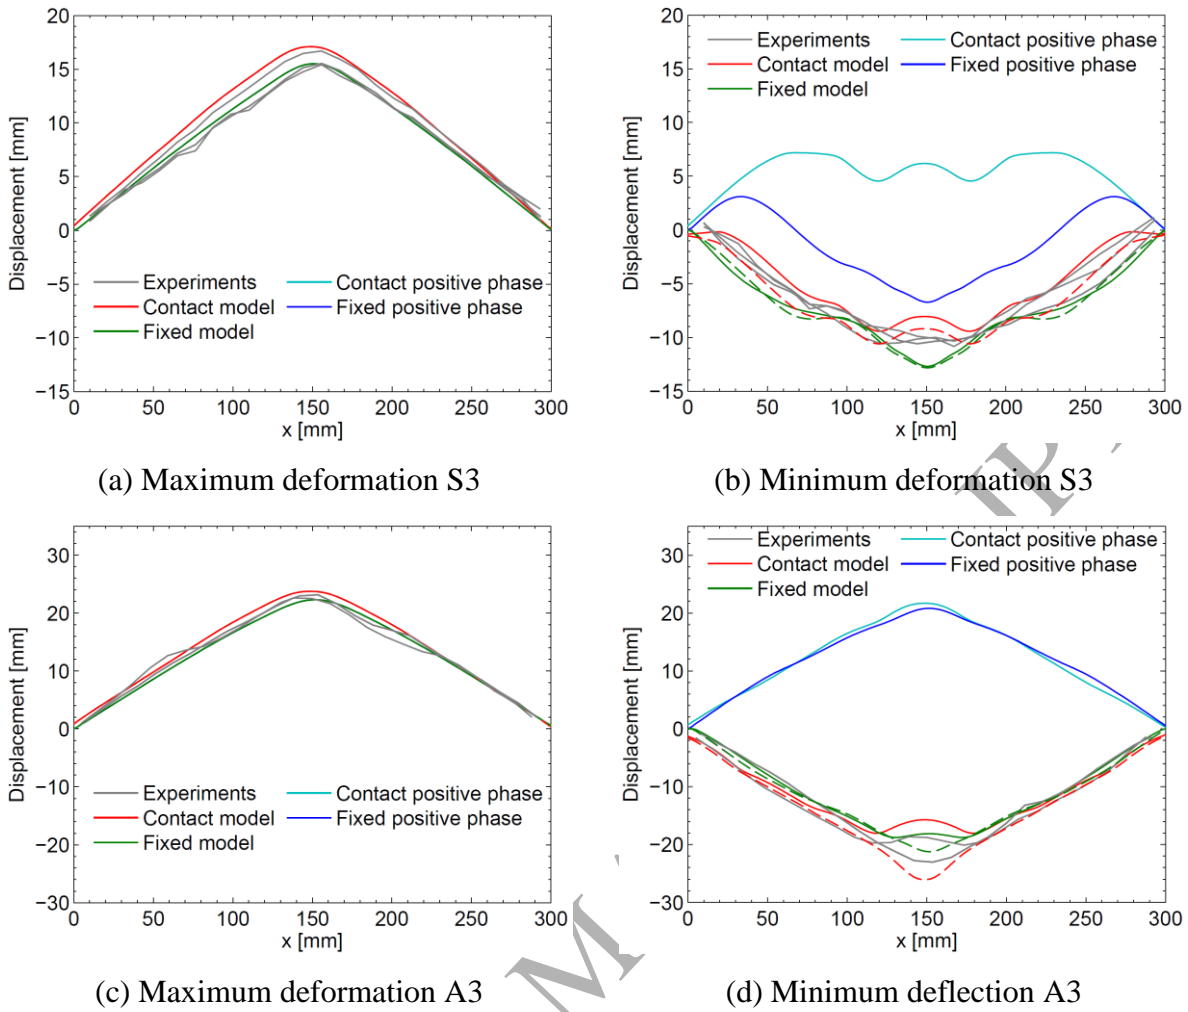 20
15
10
5
0
−5
−10
−15
Displacement [mm]
Experiments
Contact model
Fixed model
Contact positive phase
Fixed positive phase
0 50 100 150 200 250 300
x [mm]
(a) Maximum deformation S3
20
15
10
5
0
−5
−10
−15
Displacement [mm]
Experiments
Contact model
Fixed model
Contact positive phase
Fixed positive phase
0 50 100 150 200 250 300
x [mm]
(b) Minimum deformation S3
30
20
10
0
−10
−20
−30
Displacement [mm]
Experiments
Contact model
Fixed model
Contact positive phase
Fixed positive phase
0 50 100 150 200 250 300
x [mm]
(c) Maximum deformation A3
30
20
10
0
−10
−20
−30
Displacement [mm]
Experiments
Contact model
Fixed model
Contact positive phase
Fixed positive phase
0 50 100 150 200 250 300
x [mm]
(d) Minimum deflection A3